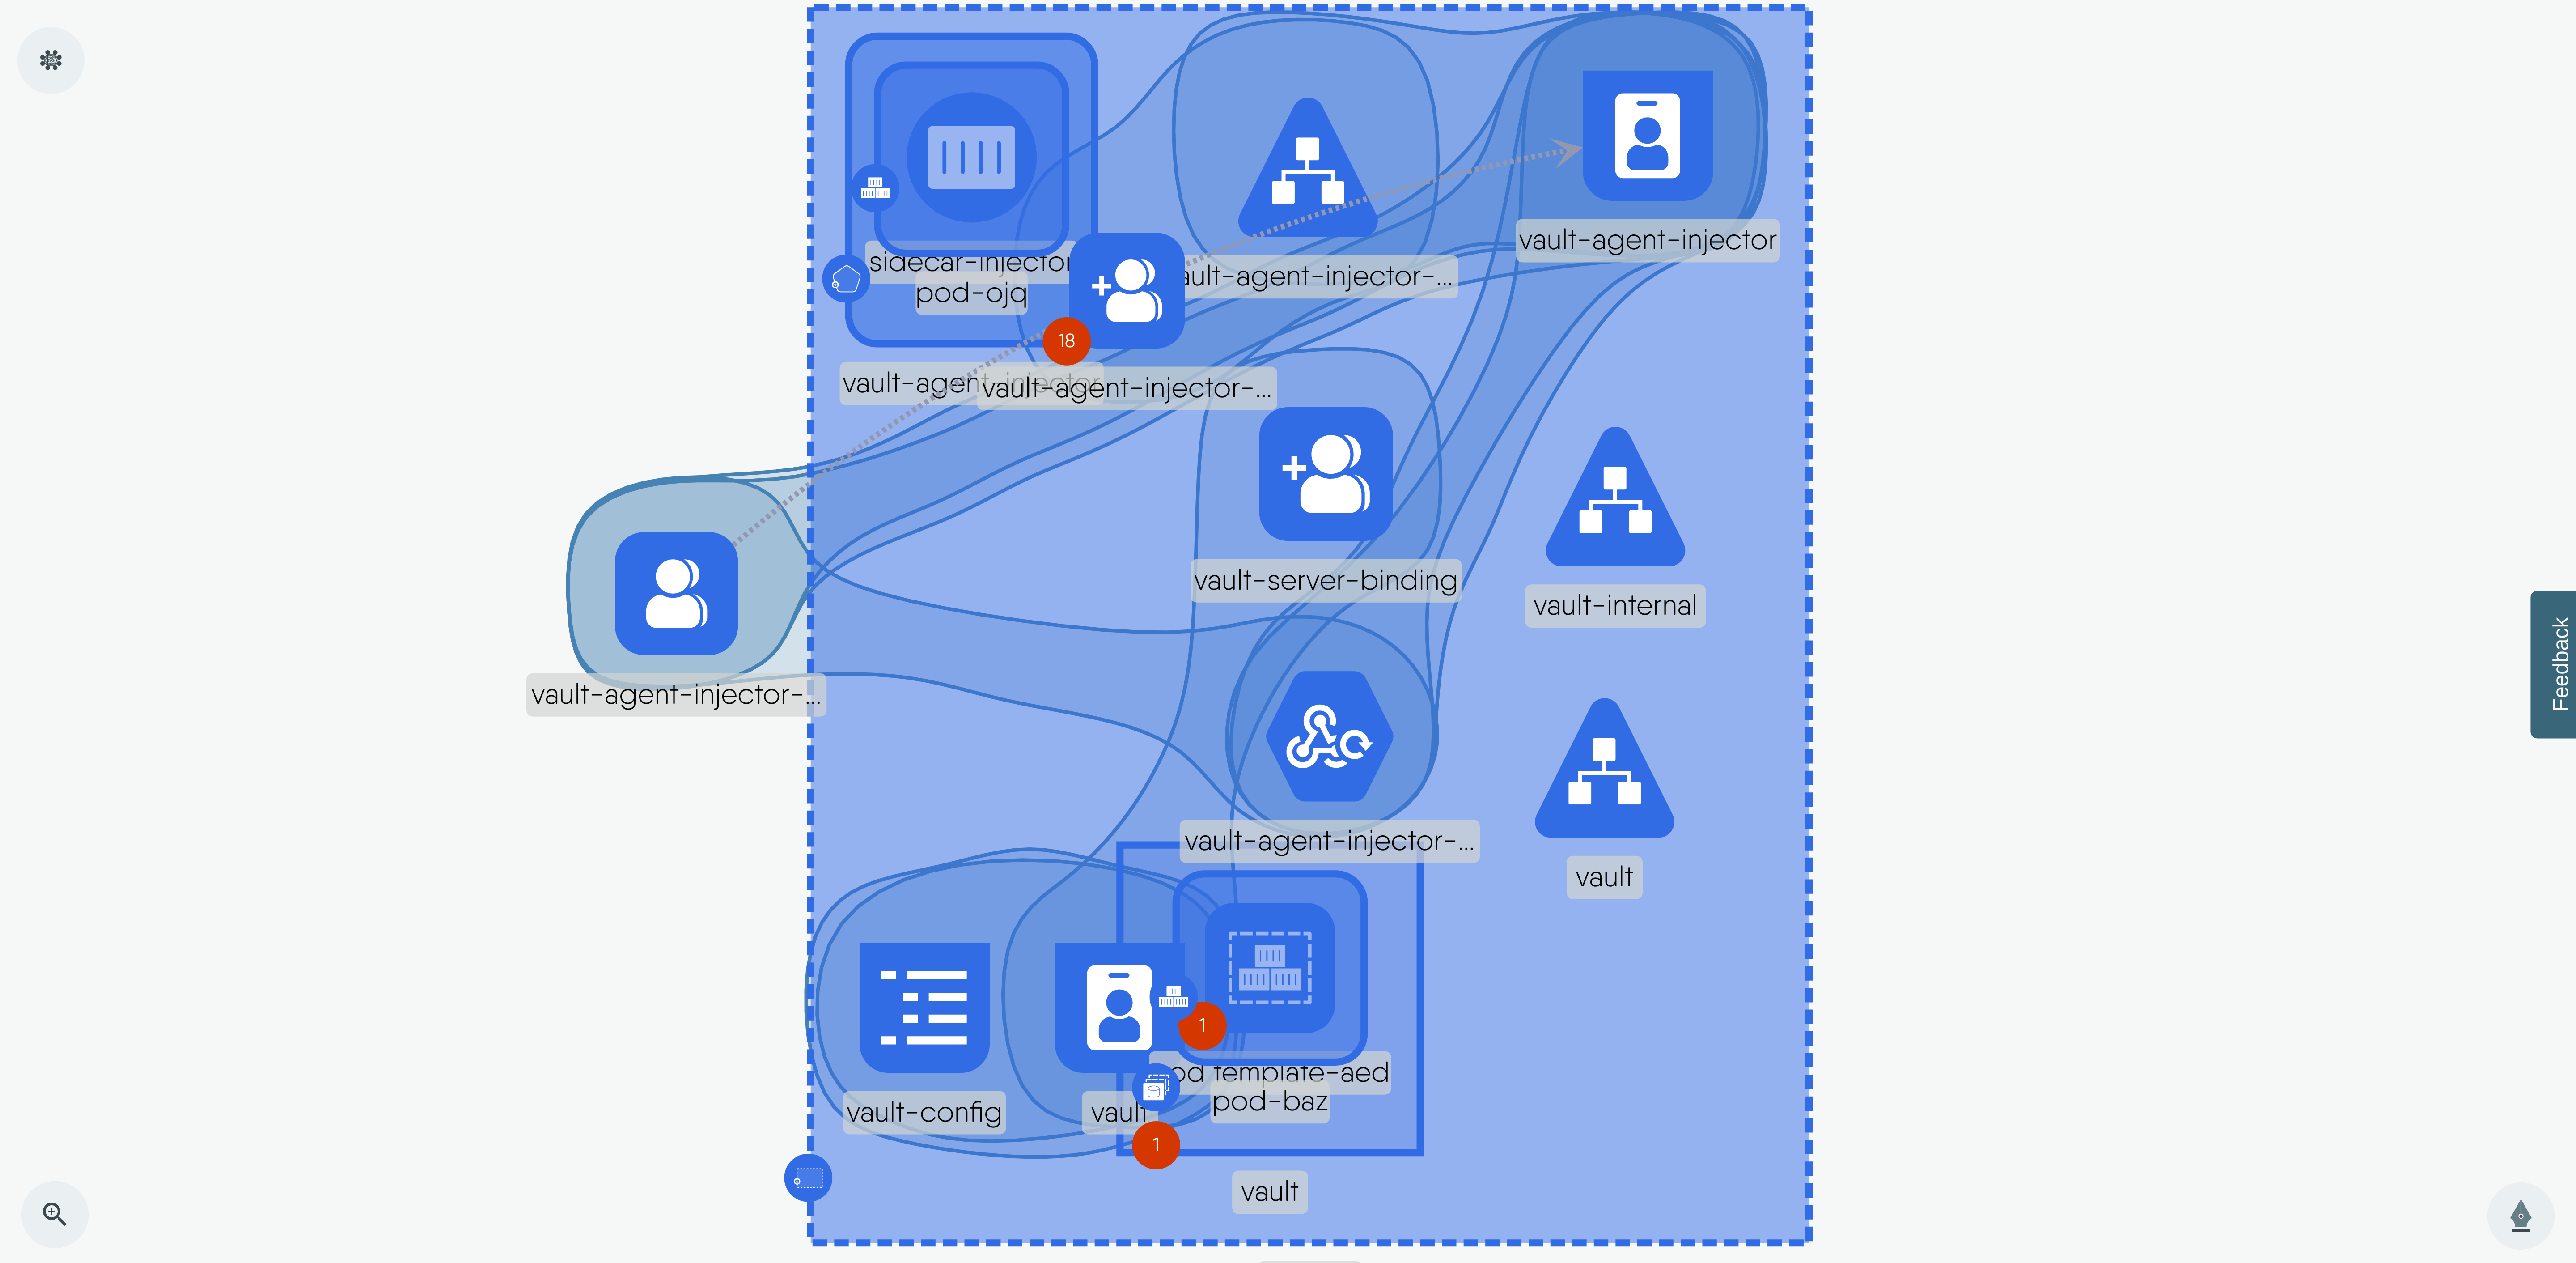 sidecar-injector
pod-ojq
18
vault-agent-injector
vault-agent-injector-...
ault-agent-injector-...
vault-agent-injector
vault-server-binding
vault-internal
vault-agent-injector-...
vault-agent-injector-...
vault
Feedback
1
od template-aed
pod-baz
vault-config
vault
1
vault